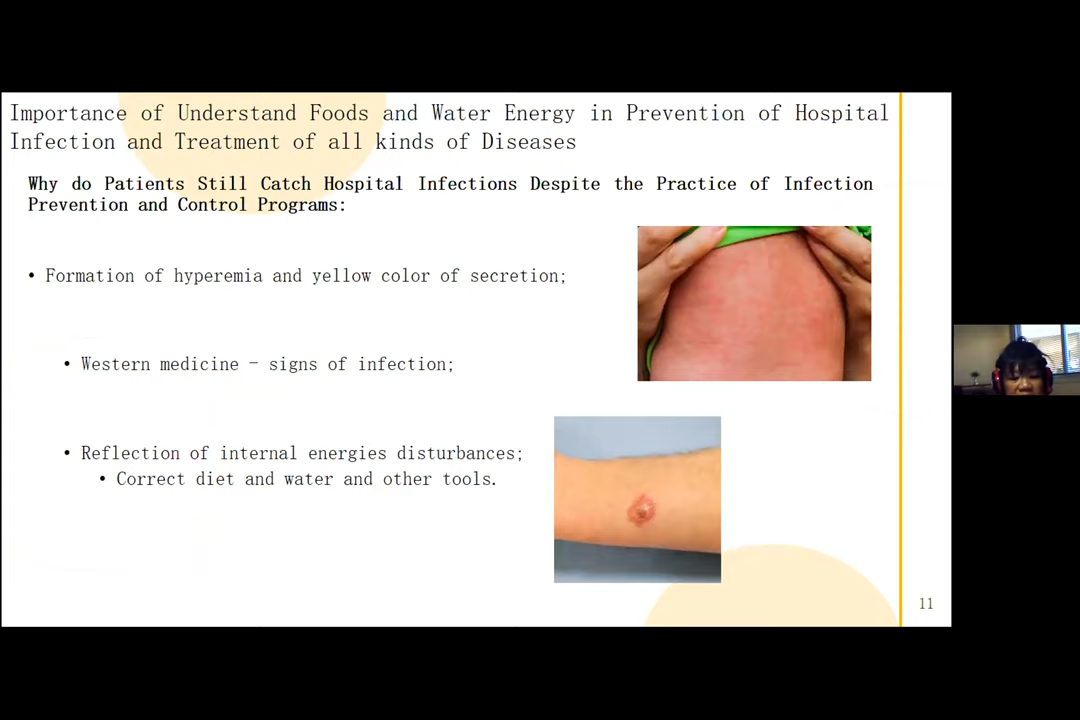 Importance of Understand Foods and Water Energy in Prevention of Hospital
Infection and Treatment of all kinds of Diseases
Why do Patients Still Catch Hospital Infections Despite the Practice of Infection
Prevention and Control Programs:
• Formation of hyperemia and yellow color of secretion;
• Western medicine – signs of infection;
• Reflection of internal energies disturbances;
• Correct diet and water and other tools.
11